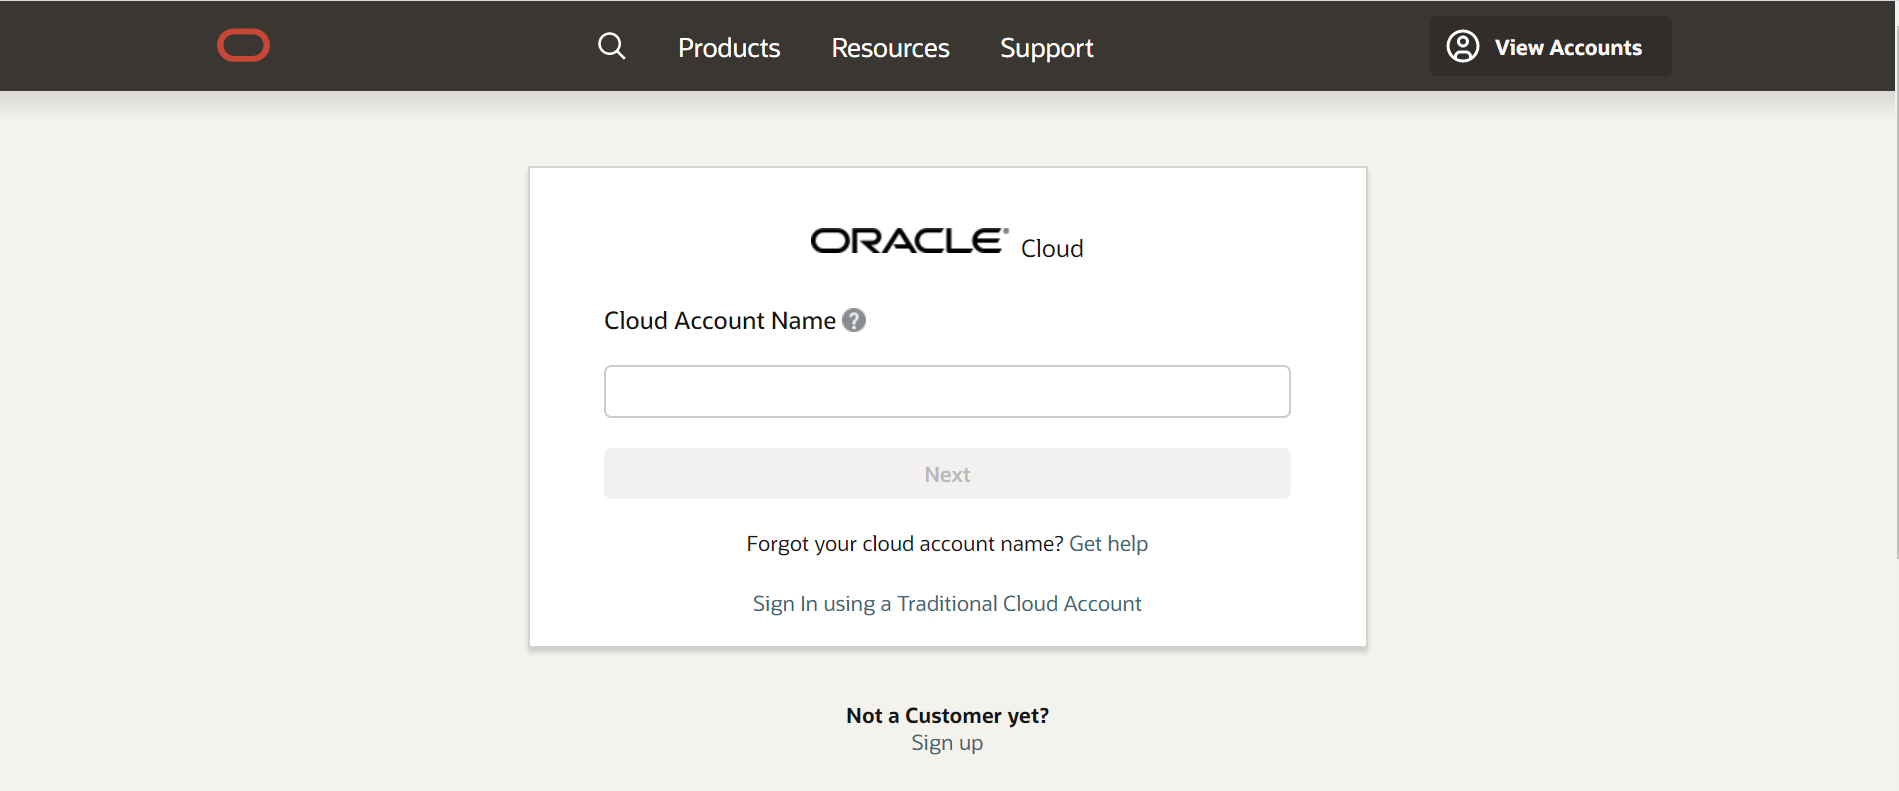 Products Resources Support View Accounts
ORACLE® Cloud
Cloud Account Name ?
Next
Forgot your cloud account name? Get help
Sign In using a Traditional Cloud Account
Not a Customer yet?
Sign up